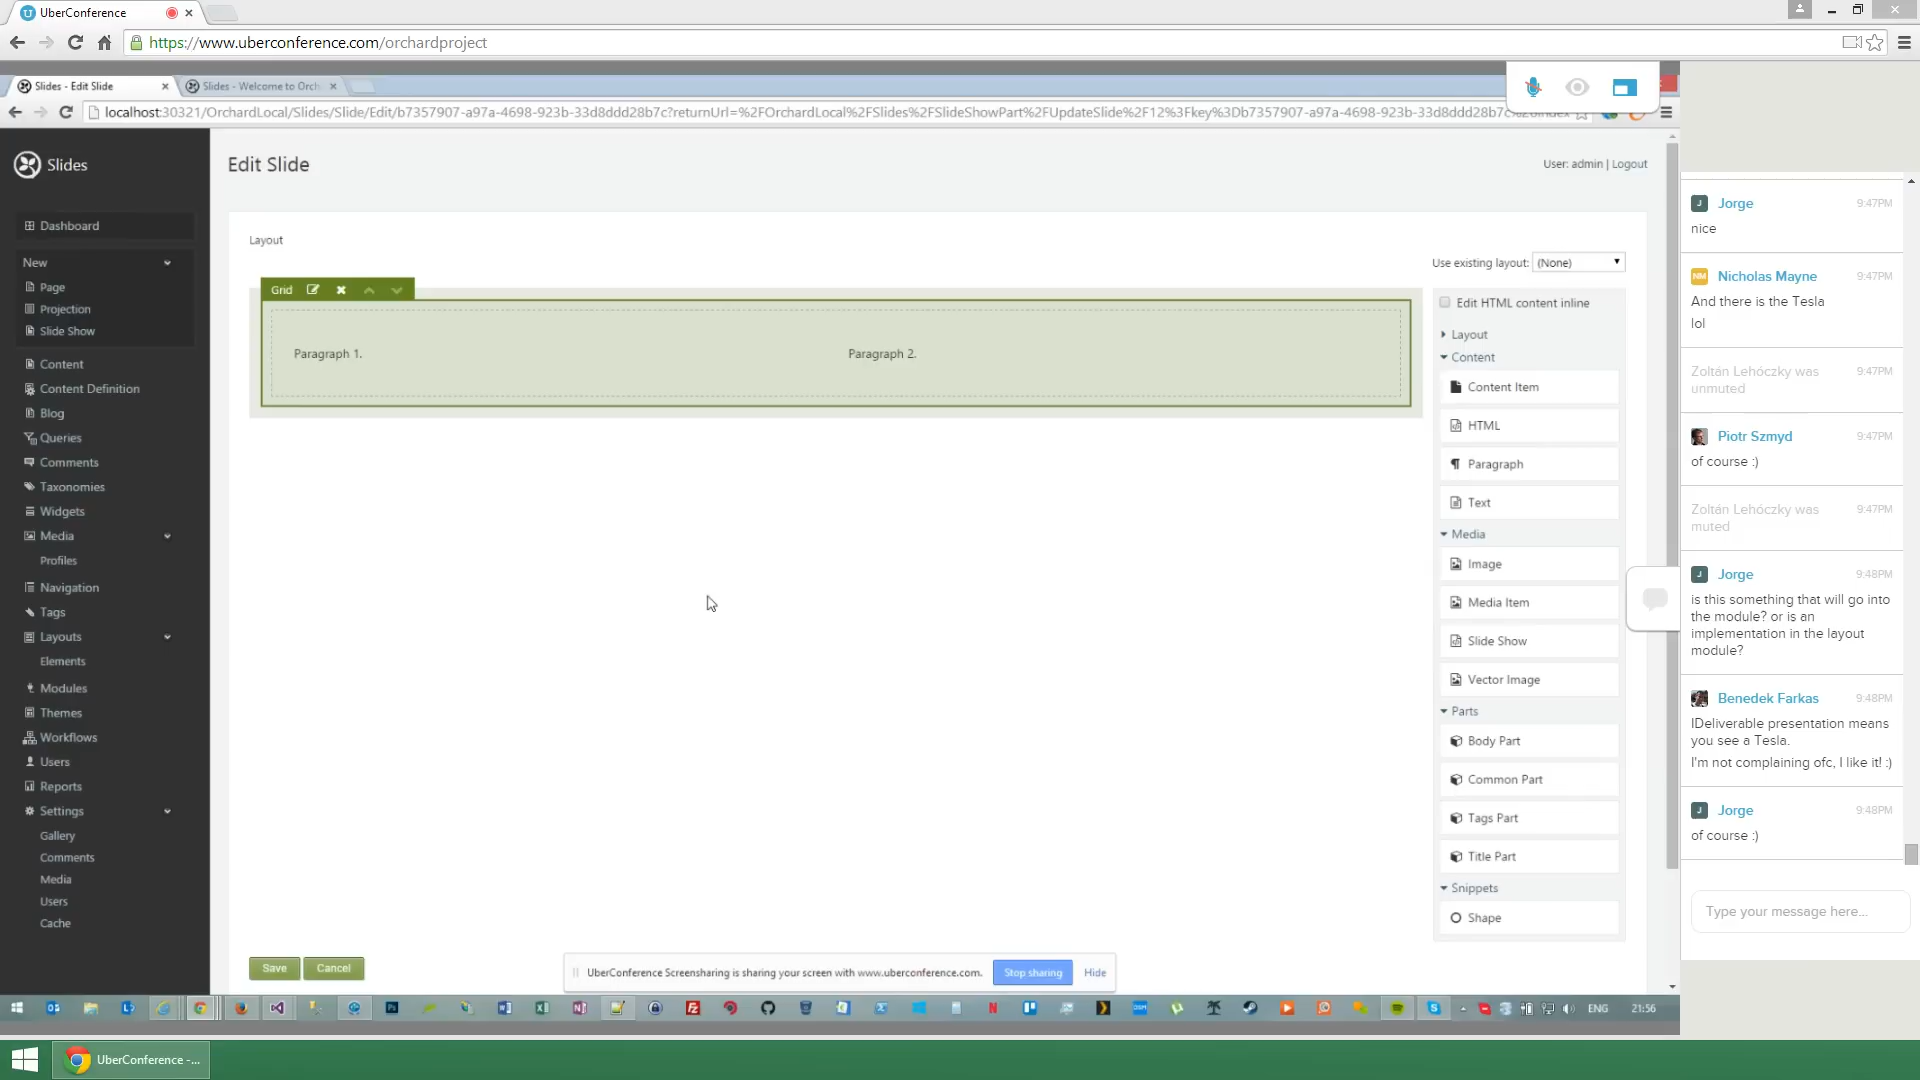 UberConference
https://www.uberconference.com/orchardproject
Slides - Edit Slide
Slides - Welcome to Orch
localhost:30321/OrchardLocal/Slides/Slide/Edit/b7357907-a97a-4698-923b-33d8ddd28b7c?returnUrl=%2FOrchardLocal%2FSlides%2FSlideShowPart%2FUpdateSlide%2F12%3Fkey%3Db7357907-a97a-4698-923b-33d8ddd28b7c%26index
Slides
Edit Slide
User: admin | Logout
Dashboard
New
Page
Projection
Slide Show
Content
Content Definition
Blog
Queries
Comments
Taxonomies
Widgets
Media
Profiles
Navigation
Tags
Layouts
Elements
Modules
Themes
Workflows
Users
Reports
Settings
Gallery
Comments
Media
Users
Cache
Layout
Use existing layout: (None)
Grid
Paragraph 1.
Paragraph 2.
Edit HTML content inline
Layout
Content
Content Item
HTML
Paragraph
Text
Media
Image
Media Item
Slide Show
Vector Image
Parts
Body Part
Common Part
Tags Part
Title Part
Snippets
Shape
Save
Cancel
UberConference Screensharing is sharing your screen with www.uberconference.com.
Stop sharing
Hide
ENG
21:56
J Jorge 9:47PM
nice
NM Nicholas Mayne 9:47PM
And there is the Tesla
lol
Zoltán Lehóczky was 9:47PM
unmuted
Piotr Szmyd 9:47PM
of course :)
Zoltán Lehóczky was 9:47PM
muted
J Jorge 9:48PM
is this something that will go into
the module? or is an
implementation in the layout
module?
Benedek Farkas 9:48PM
IDeliverable presentation means
you see a Tesla.
I'm not complaining ofc, I like it! :)
J Jorge 9:48PM
of course :)
Type your message here...
UberConference -...